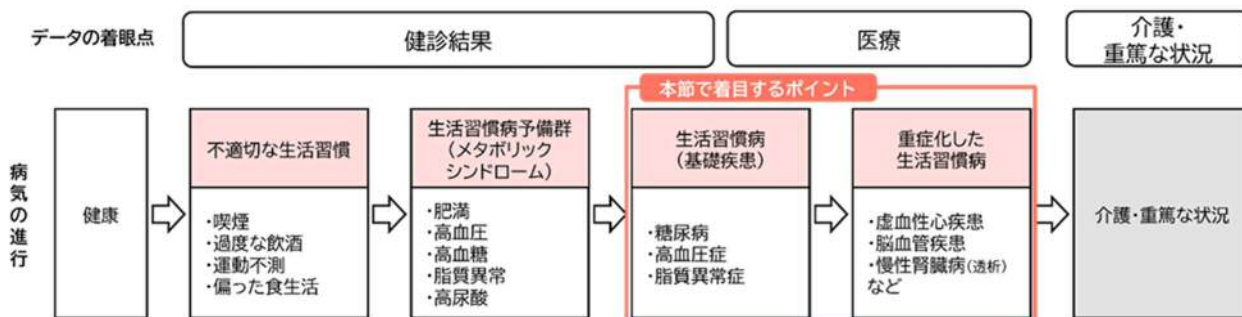 データの着眼点
健診結果
医療
介護・
重篤な状況
本節で着目するポイント
病気の進行
健康
不適切な生活習慣
・喫煙
・過度な飲酒
・運動不測
・偏った食生活
生活習慣病予備群
(メタボリック
シンドローム)
・肥満
・高血圧
・高血糖
・脂質異常
・高尿酸
生活習慣病
(基礎疾患)
・糖尿病
・高血圧症
・脂質異常症
重症化した
生活習慣病
・虚血性心疾患
・脳血管疾患
・慢性腎臓病(透析)
など
介護・重篤な状況